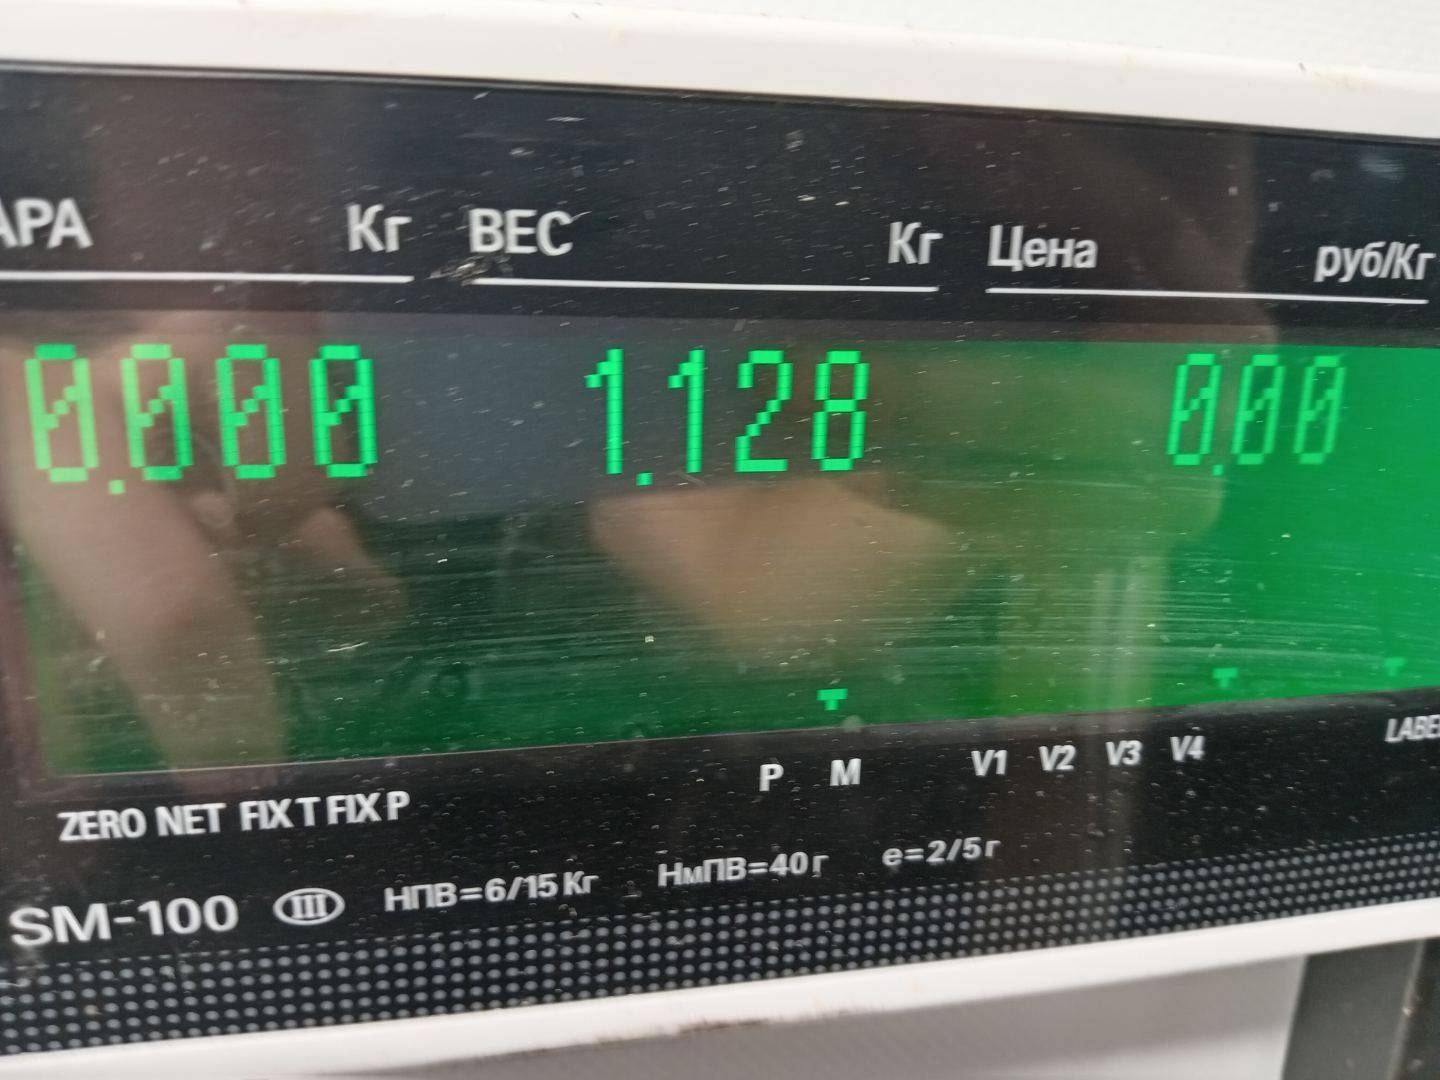 АРА Кг ВЕС Кг Цена руб/Кг
0.000 1.128 0.00
P M V1 V2 V3 V4 LABE
ZERO NET FIX T FIX P
SM-100 III НПВ=6/15 Кг НмПВ=40 г e=2/5 г